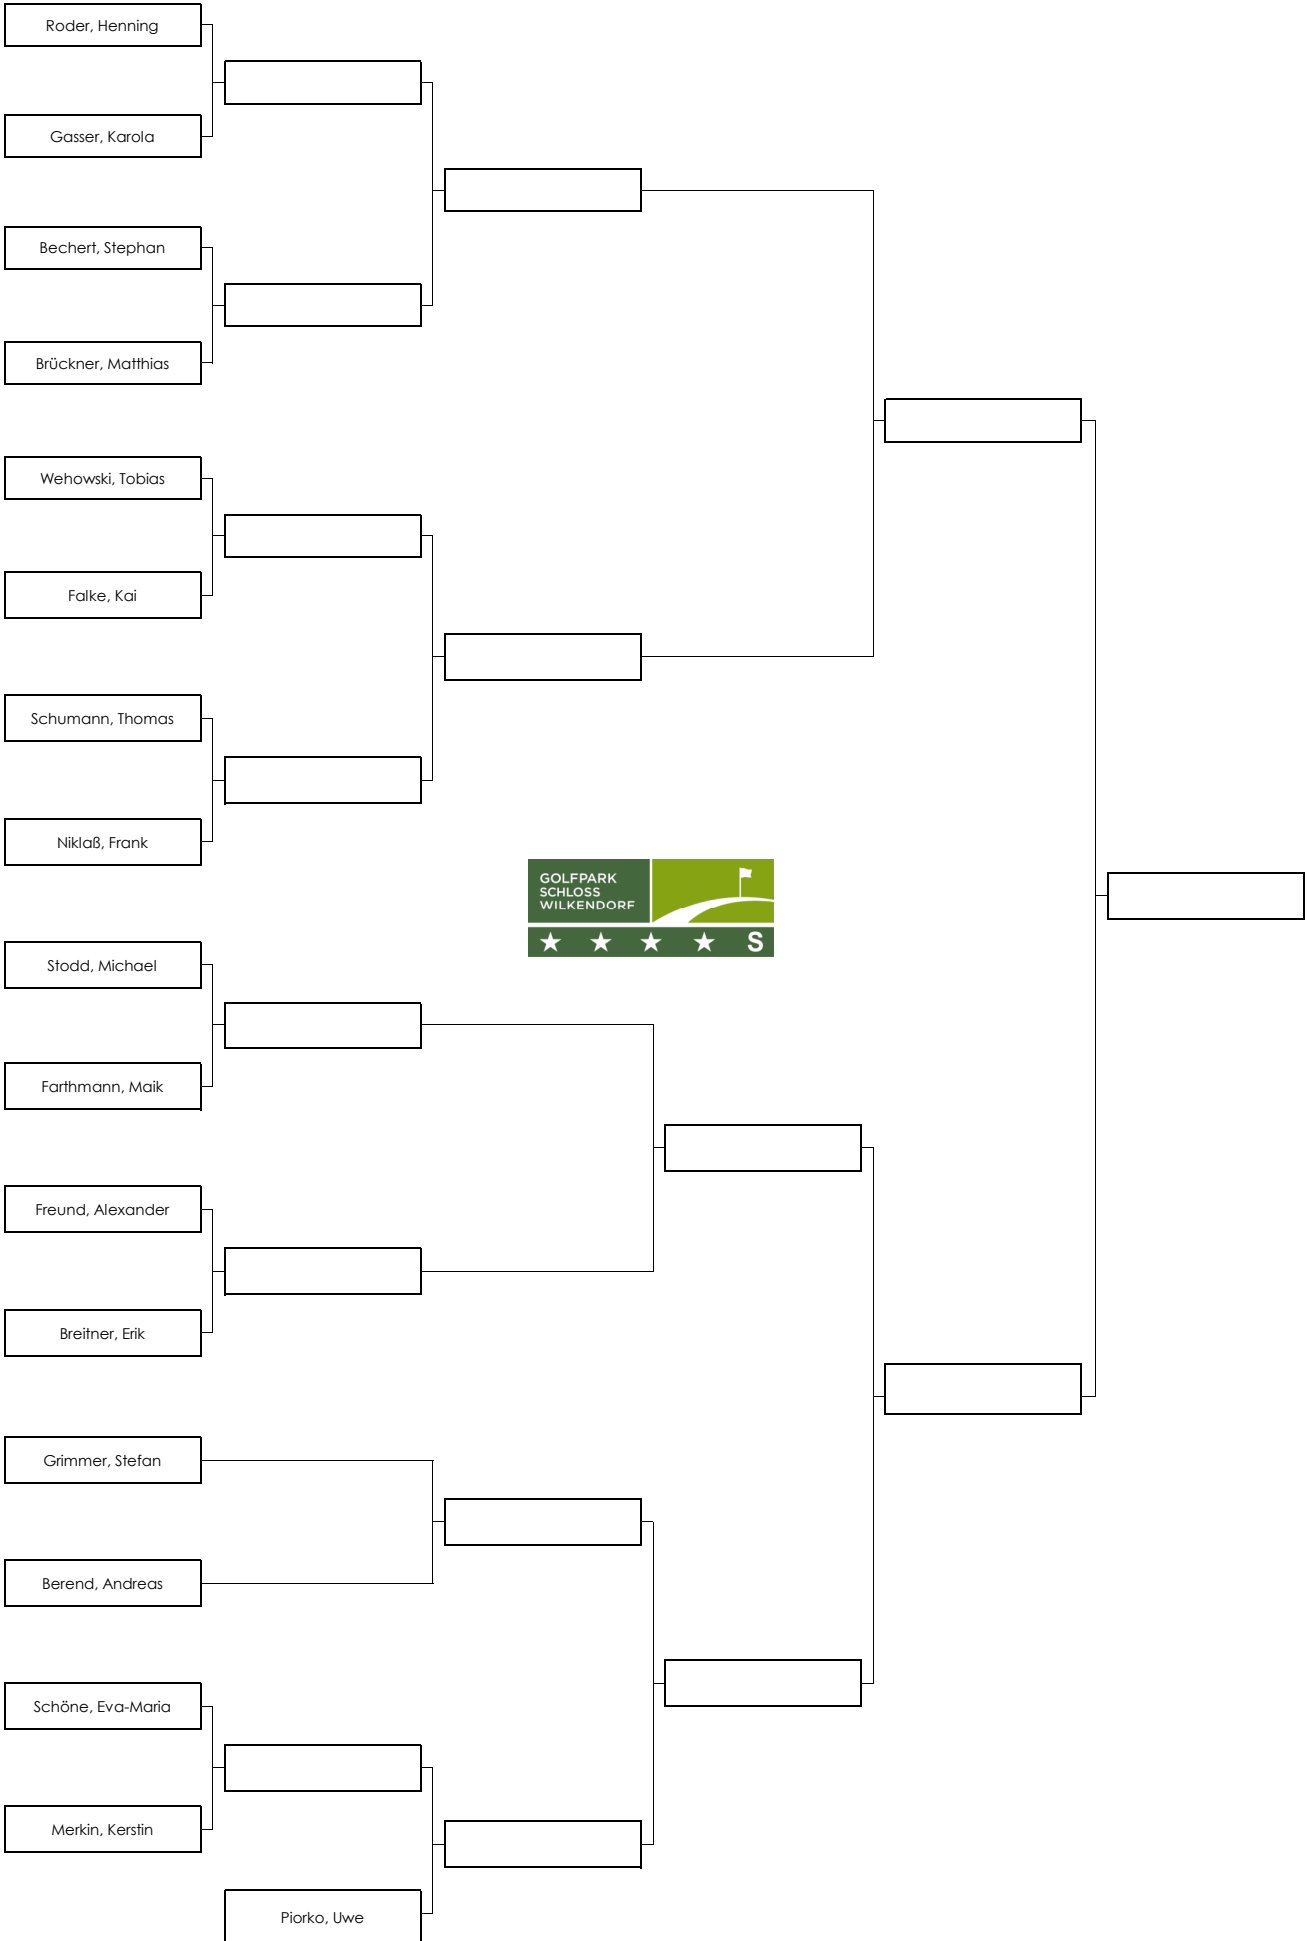 Roder, Henning
Gasser, Karola
Bechert, Stephan
Brückner, Matthias
Wehowski, Tobias
Falke, Kai
Schumann, Thomas
Niklaß, Frank
GOLFPARK
SCHLOSS
WILKENDORF
S
Stodd, Michael
Farthmann, Maik
Freund, Alexander
Breitner, Erik
Grimmer, Stefan
Berend, Andreas
Schöne, Eva-Maria
Merkin, Kerstin
Piorko, Uwe